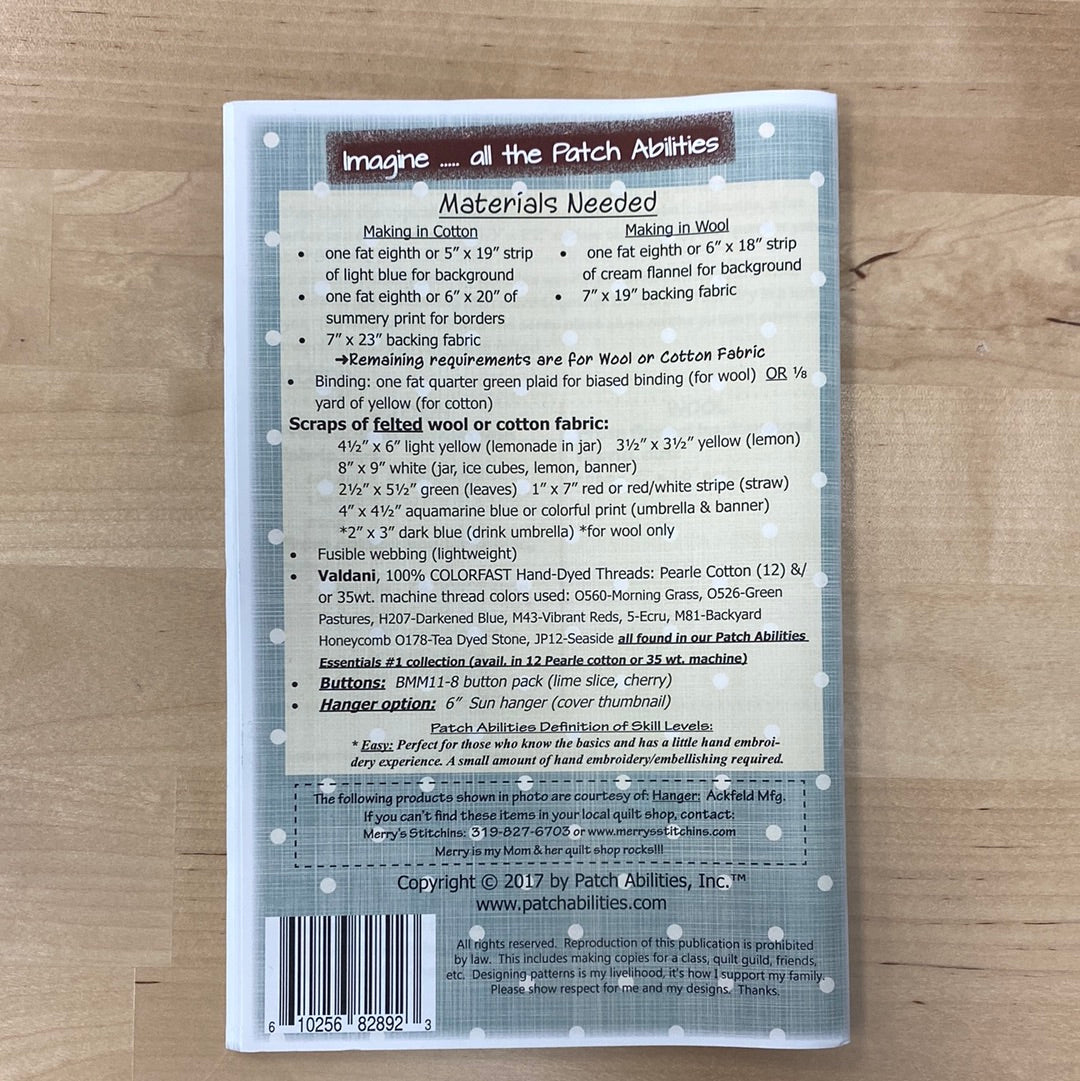 Imagine ..... all the Patch Abilities
Materials Needed
Making in Cotton
• one fat eighth or 5” x 19” strip
of light blue for background
• one fat eighth or 6” x 20” of
summery print for borders
• 7” x 23” backing fabric
Making in Wool
• one fat eighth or 6” x 18” strip
of cream flannel for background
• 7” x 19” backing fabric
➔Remaining requirements are for Wool or Cotton Fabric
• Binding: one fat quarter green plaid for biased binding (for wool) OR ⅛
yard of yellow (for cotton)
Scraps of felted wool or cotton fabric:
4½” x 6” light yellow (lemonade in jar) 3½” x 3½” yellow (lemon)
8” x 9” white (jar, ice cubes, lemon, banner)
2½” x 5½” green (leaves) 1” x 7” red or red/white stripe (straw)
4” x 4½” aquamarine blue or colorful print (umbrella & banner)
*2” x 3” dark blue (drink umbrella) *for wool only
• Fusible webbing (lightweight)
• Valdani, 100% COLORFAST Hand-Dyed Threads: Pearle Cotton (12) &/
or 35wt. machine thread colors used: O560-Morning Grass, O526-Green
Pastures, H207-Darkened Blue, M43-Vibrant Reds, 5-Ecru, M81-Backyard
Honeycomb O178-Tea Dyed Stone, JP12-Seaside all found in our Patch Abilities
Essentials #1 collection (avail. in 12 Pearle cotton or 35 wt. machine)
• Buttons: BMM11-8 button pack (lime slice, cherry)
• Hanger option: 6” Sun hanger (cover thumbnail)
Patch Abilities Definition of Skill Levels:
* Easy: Perfect for those who know the basics and has a little hand embroi-
dery experience. A small amount of hand embroidery/embellishing required.
The following products shown in photo are courtesy of: Hanger: Ackfeld Mfg.
If you can't find these items in your local quilt shop, contact:
Merry's Stitchins: 319-827-6703 or www.merrysstitchins.com
Merry is my Mom & her quilt shop rocks!!!
Copyright © 2017 by Patch Abilities, Inc.™
www.patchabilities.com
All rights reserved. Reproduction of this publication is prohibited
by law. This includes making copies for a class, quilt guild, friends,
etc. Designing patterns is my livelihood, it's how I support my family.
Please show respect for me and my designs. Thanks.
6 10256 82892 3